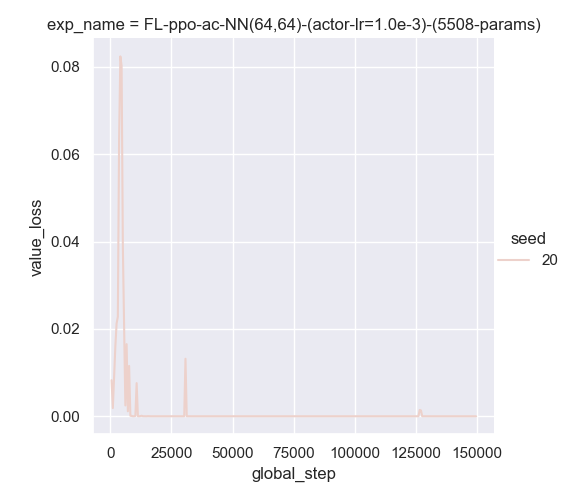 exp_name = FL-ppo-ac-NN(64,64)-(actor-lr=1.0e-3)-(5508-params)
0.08
0.06
0.04
0.02
0.00
value_loss
seed
20
0 25000 50000 75000 100000 125000 150000
global_step